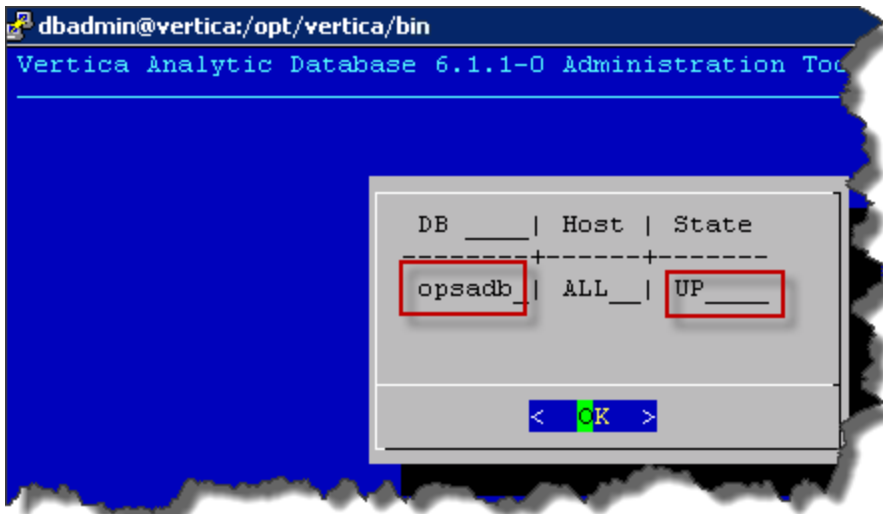 dbadmin@vertica:/opt/vertica/bin
Vertica Analytic Database 6.1.1-0 Administration
DB ____| Host | State
--------+------+-------
opsadb_| ALL__| UP____
< OK >